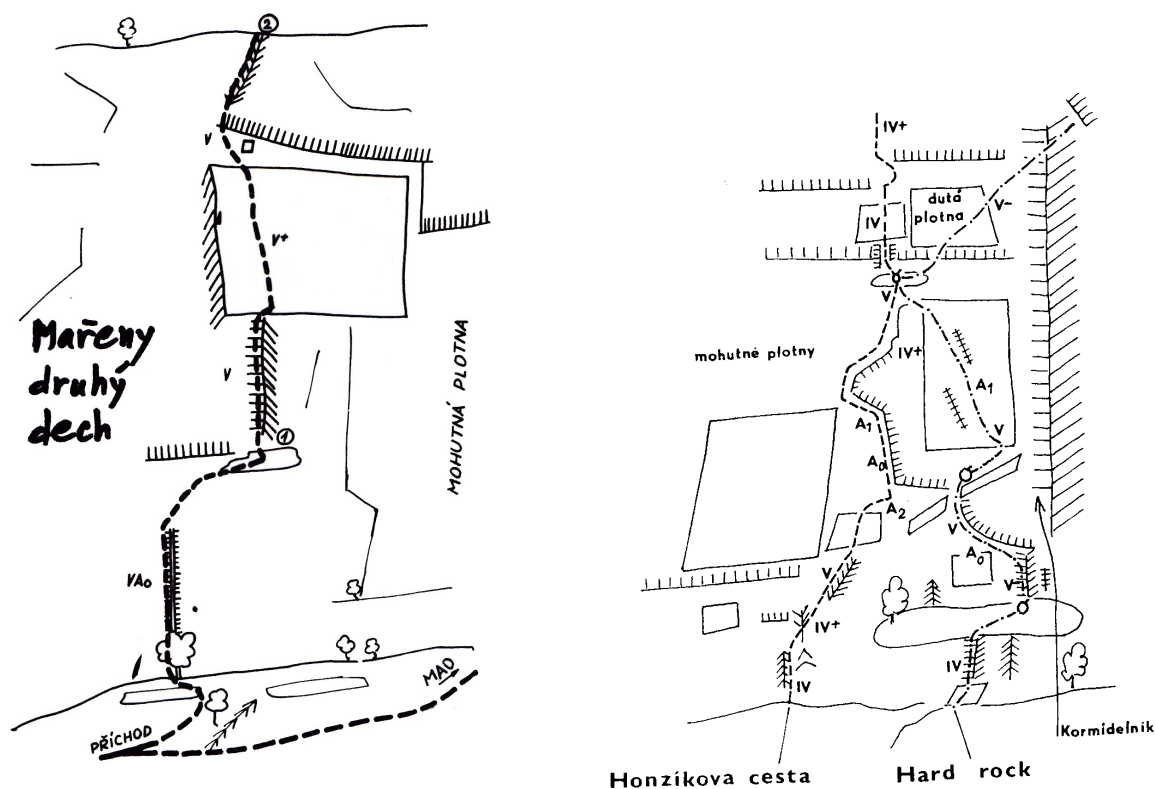 2
V
V+
Mařeny
druhý
dech
V
MOHUTNÁ PLOTNA
1
VA0
MAD
PŘÍCHOD
IV+
dutá
plotna
V-
IV
V
mohutné plotny
IV+
A1
A1
V
A0
A2
V
A0
V
V-
IV+
IV
IV
Kormidelník
Honzíkova cesta
Hard rock